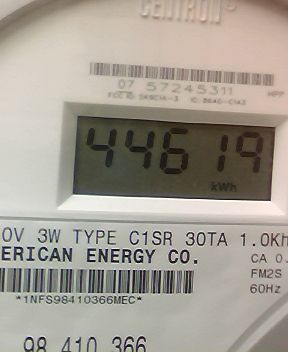 CENTRON®
07 57245311
44619
kWh
0V 3W TYPE C1SR 30TA 1.0Kh
ERICAN ENERGY CO.
CA 0.
FM2S
60Hz
*1NFS98410366MEC*
98 410 366